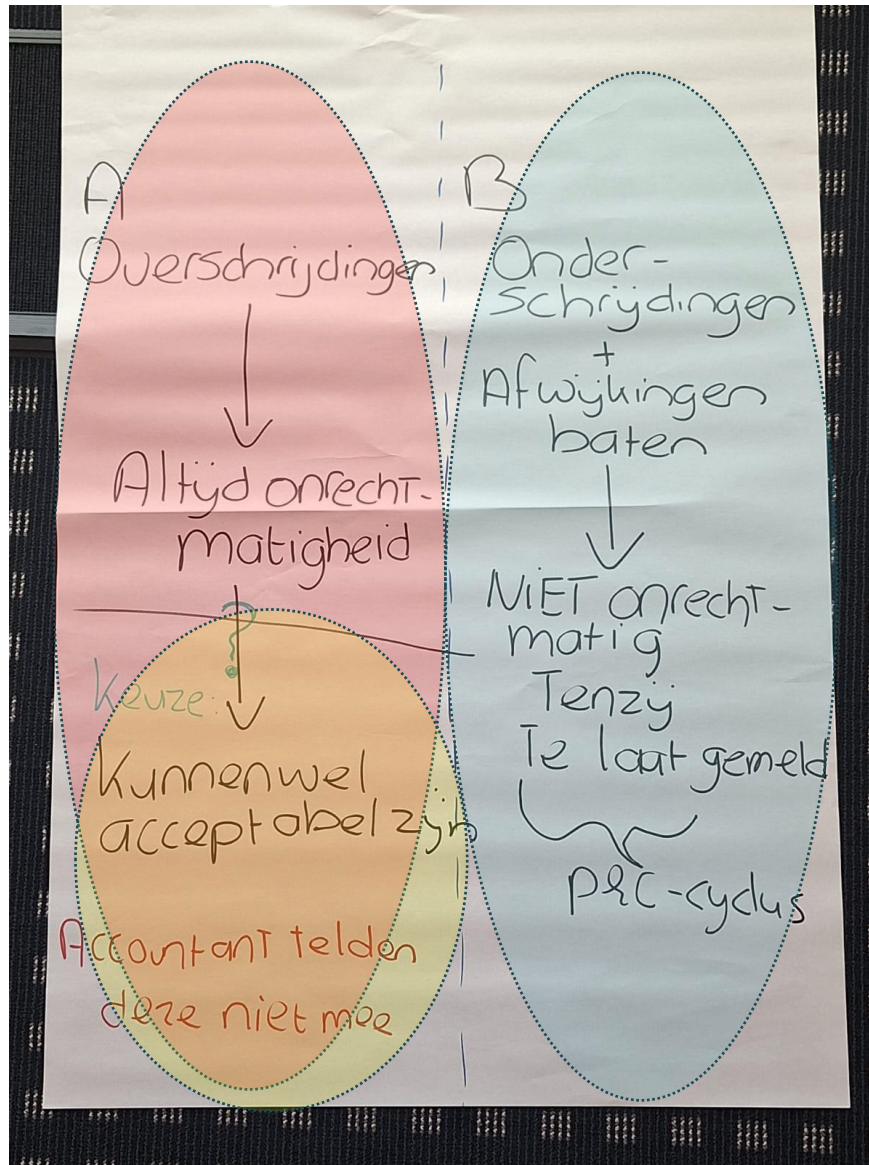 A
Overschrijdingen
Altijd onrecht-
matigheid
?
Keuze:
Kunnen wel
acceptabel zijn
Accountant telden
deze niet mee
B
Onder-
schrijdingen
+
Afwijkingen
baten
NIET onrecht-
matig
Tenzij
Te laat gemeld
P&C-cyclus